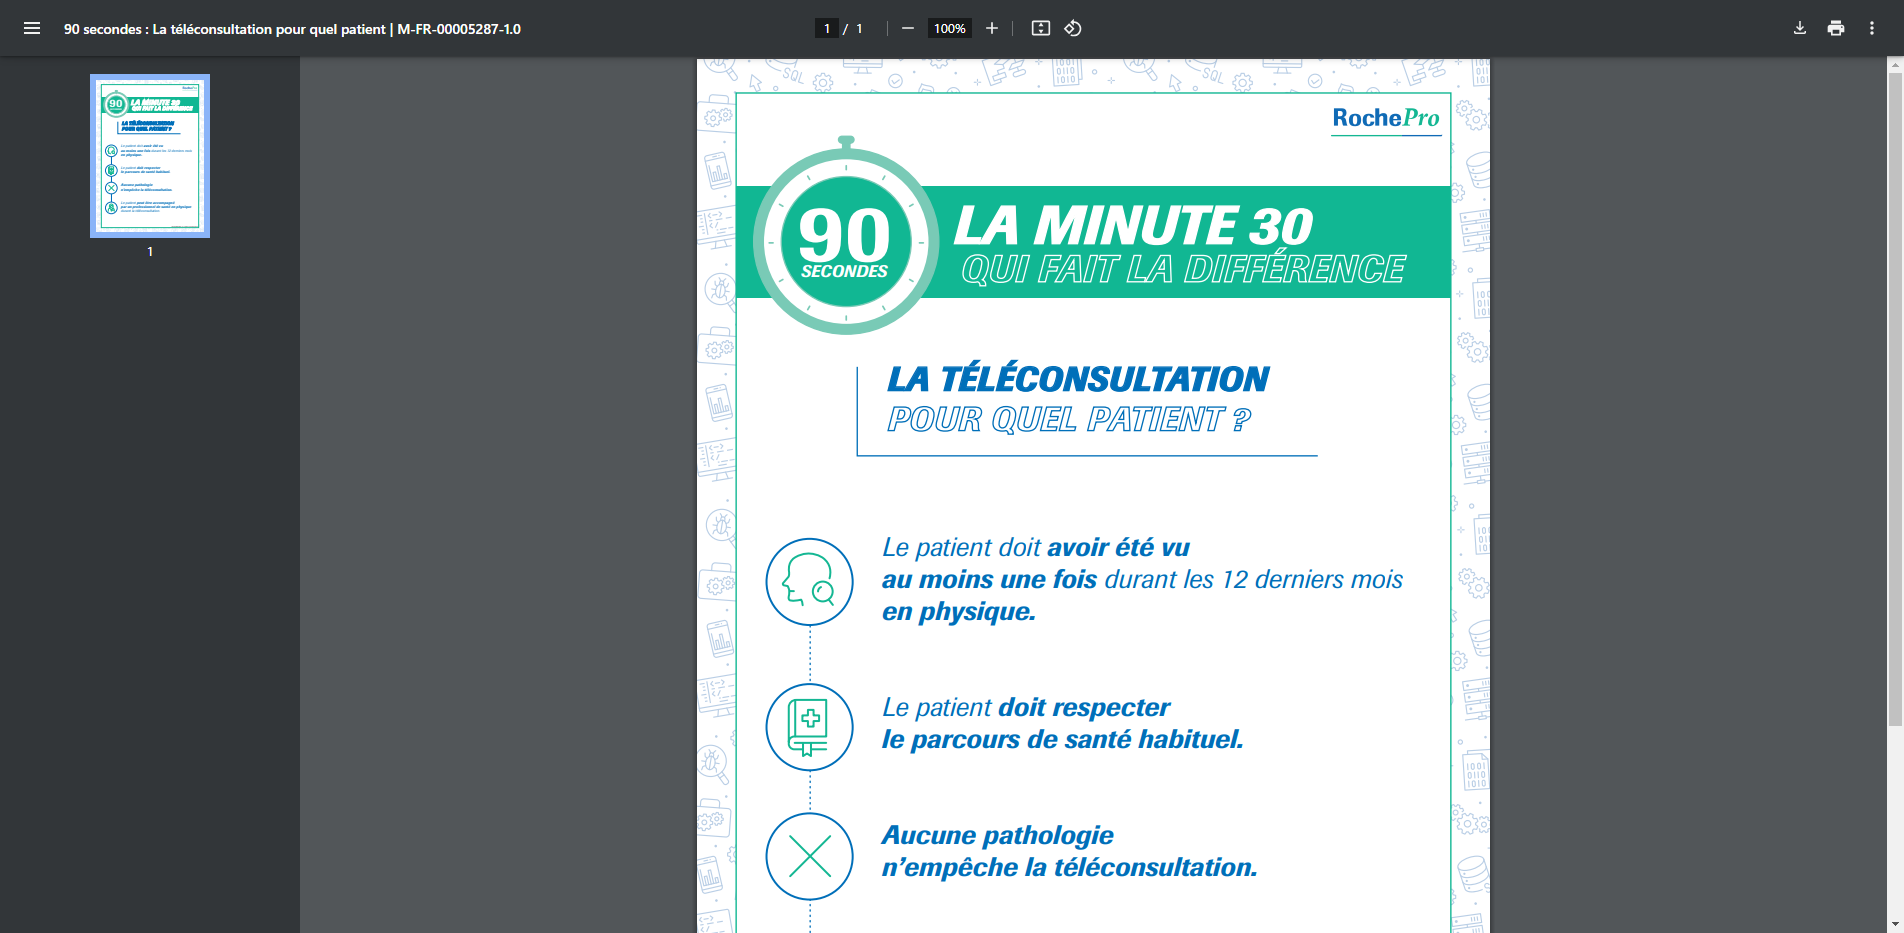 90 secondes : La téléconsultation pour quel patient | M-FR-00005287-1.0
1 / 1
100%
RochePro
90
SECONDES
LA MINUTE 30
QUI FAIT LA DIFFÉRENCE
LA TÉLÉCONSULTATION
POUR QUEL PATIENT ?
Le patient doit avoir été vu
au moins une fois durant les 12 derniers mois
en physique.
Le patient doit respecter
le parcours de santé habituel.
Aucune pathologie
n’empêche la téléconsultation.
1